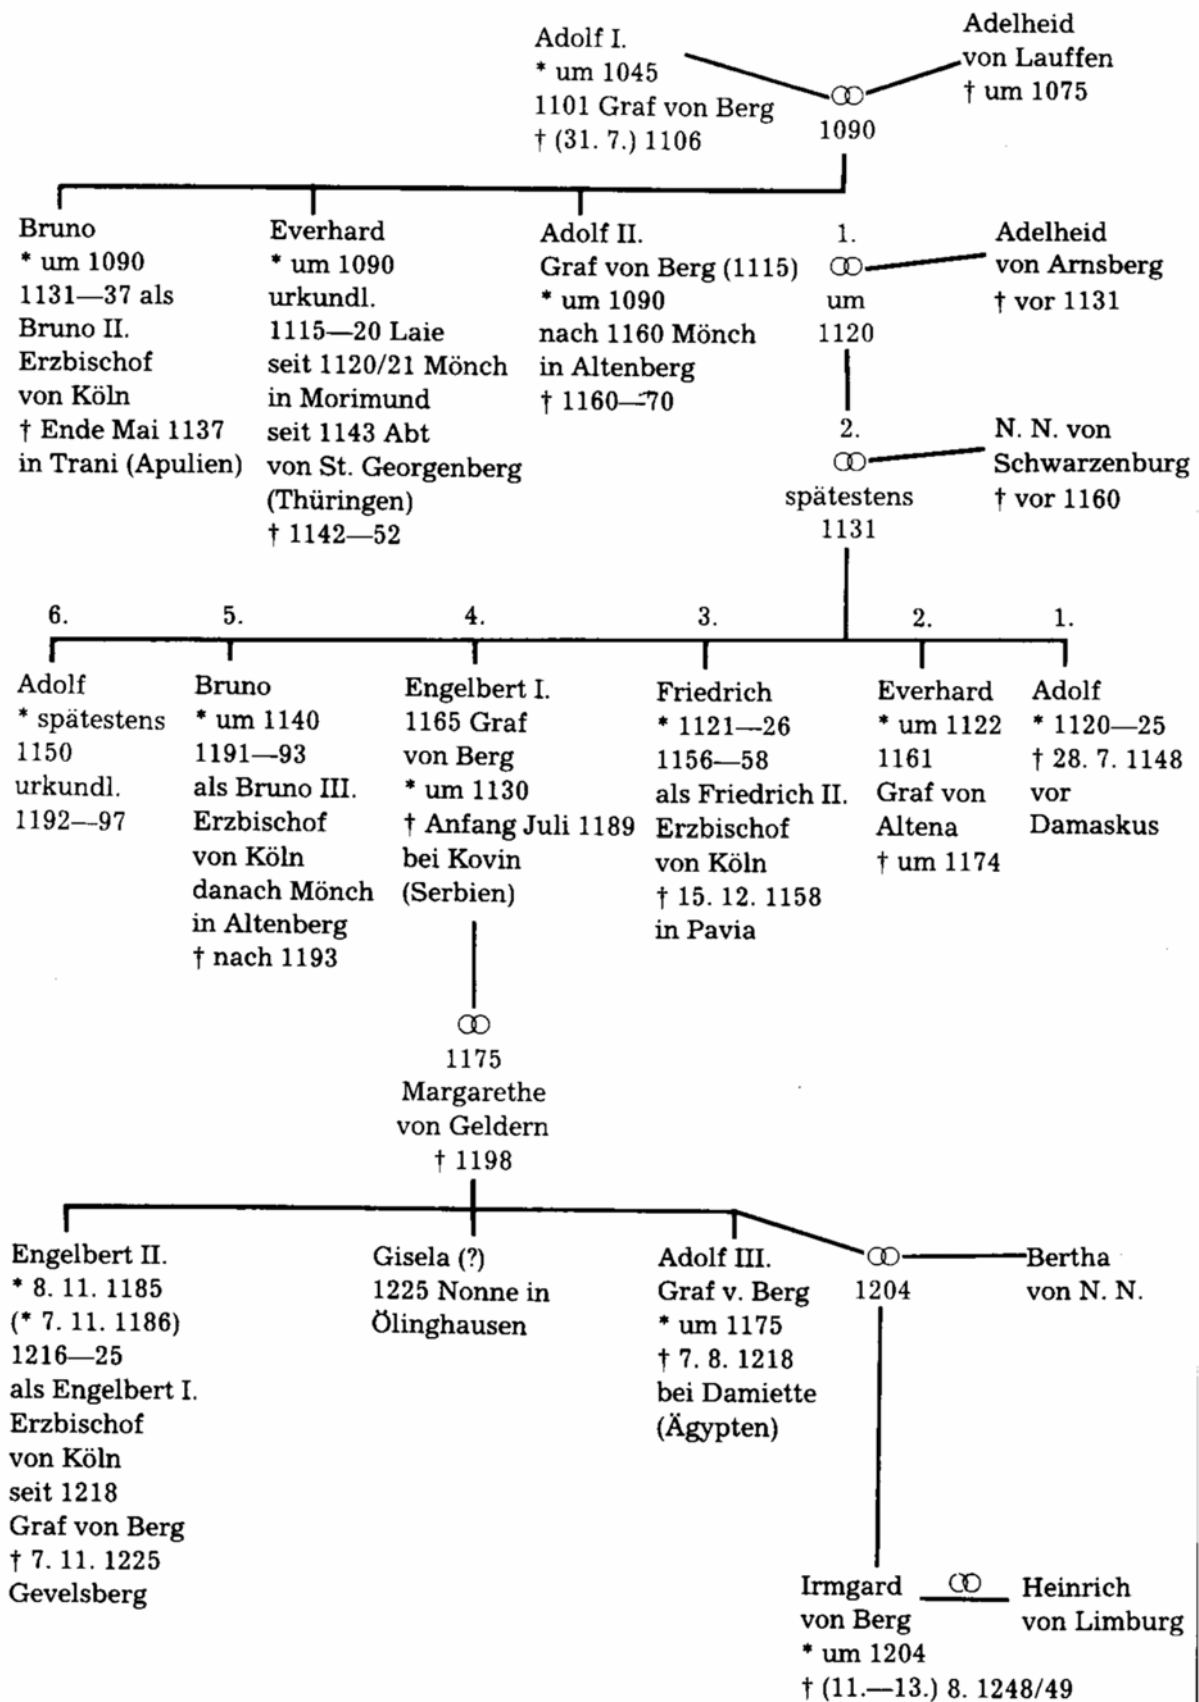 Adolf I.
* um 1045
1101 Graf von Berg
† (31. 7.) 1106
1090
Adelheid
von Lauffen
† um 1075
Bruno
* um 1090
1131—37 als
Bruno II.
Erzbischof
von Köln
† Ende Mai 1137
in Trani (Apulien)
Everhard
* um 1090
urkundl.
1115—20 Laie
seit 1120/21 Mönch
in Morimund
seit 1143 Abt
von St. Georgenberg
(Thüringen)
† 1142—52
Adolf II.
Graf von Berg (1115)
* um 1090
nach 1160 Mönch
in Altenberg
† 1160—70
1.
um
1120
Adelheid
von Arnsberg
† vor 1131
2.
spätestens
1131
N. N. von
Schwarzenburg
† vor 1160
6.
Adolf
* spätestens
1150
urkundl.
1192—97
5.
Bruno
* um 1140
1191—93
als Bruno III.
Erzbischof
von Köln
danach Mönch
in Altenberg
† nach 1193
4.
Engelbert I.
1165 Graf
von Berg
* um 1130
† Anfang Juli 1189
bei Kovin
(Serbien)
3.
Friedrich
* 1121—26
1156—58
als Friedrich II.
Erzbischof
von Köln
† 15. 12. 1158
in Pavia
2.
Everhard
* um 1122
1161
Graf von
Altena
† um 1174
1.
Adolf
* 1120—25
† 28. 7. 1148
vor
Damaskus
1175
Margarethe
von Geldern
† 1198
Engelbert II.
* 8. 11. 1185
(* 7. 11. 1186)
1216—25
als Engelbert I.
Erzbischof
von Köln
seit 1218
Graf von Berg
† 7. 11. 1225
Gevelsberg
Gisela (?)
1225 Nonne in
Ölinghausen
Adolf III.
Graf v. Berg
* um 1175
† 7. 8. 1218
bei Damiette
(Ägypten)
1204
Bertha
von N. N.
Irmgard
von Berg
* um 1204
† (11.—13.) 8. 1248/49
Heinrich
von Limburg